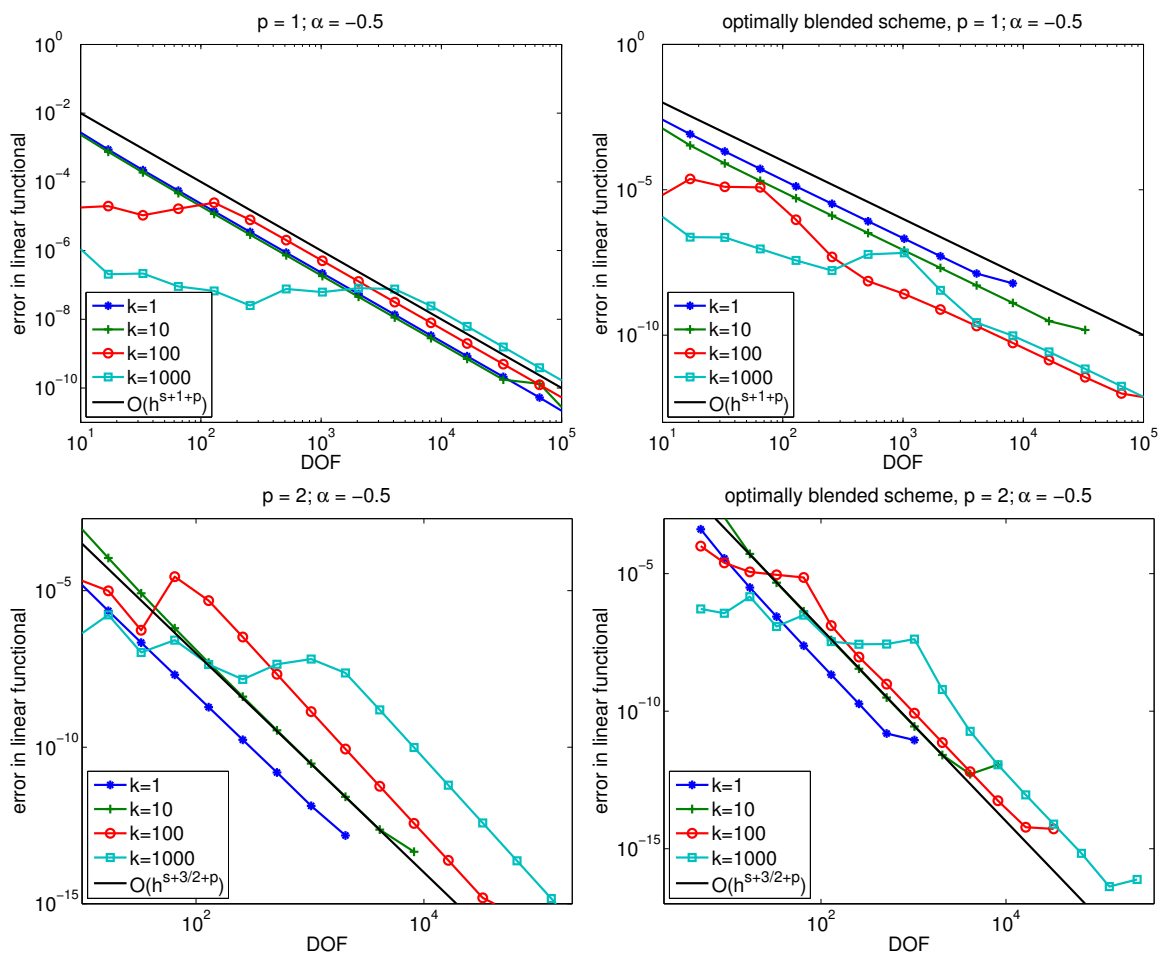 p = 1; α = −0.5
10^0
10^−2
10^−4
10^−6
10^−8
10^−10
error in linear functional
k=1
k=10
k=100
k=1000
O(h^{s+1+p})
10^1
10^2
10^3
10^4
10^5
DOF
optimally blended scheme, p = 1; α = −0.5
10^0
10^−5
10^−10
error in linear functional
k=1
k=10
k=100
k=1000
O(h^{s+1+p})
10^1
10^2
10^3
10^4
10^5
DOF
p = 2; α = −0.5
10^−5
10^−10
10^−15
error in linear functional
k=1
k=10
k=100
k=1000
O(h^{s+3/2+p})
10^2
10^4
DOF
optimally blended scheme, p = 2; α = −0.5
10^−5
10^−10
10^−15
error in linear functional
k=1
k=10
k=100
k=1000
O(h^{s+3/2+p})
10^2
10^4
DOF